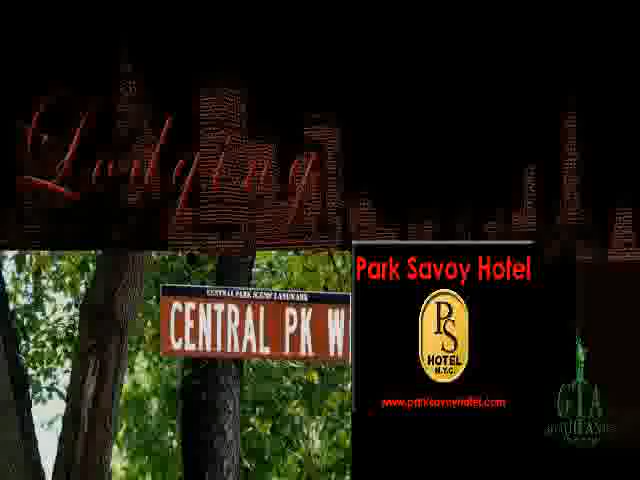 Lodging
CENTRAL PARK SCENIC LANDMARK
CENTRAL PK W
Park Savoy Hotel
PS
HOTEL
N.Y.C.
www.parksavoyhotel.com